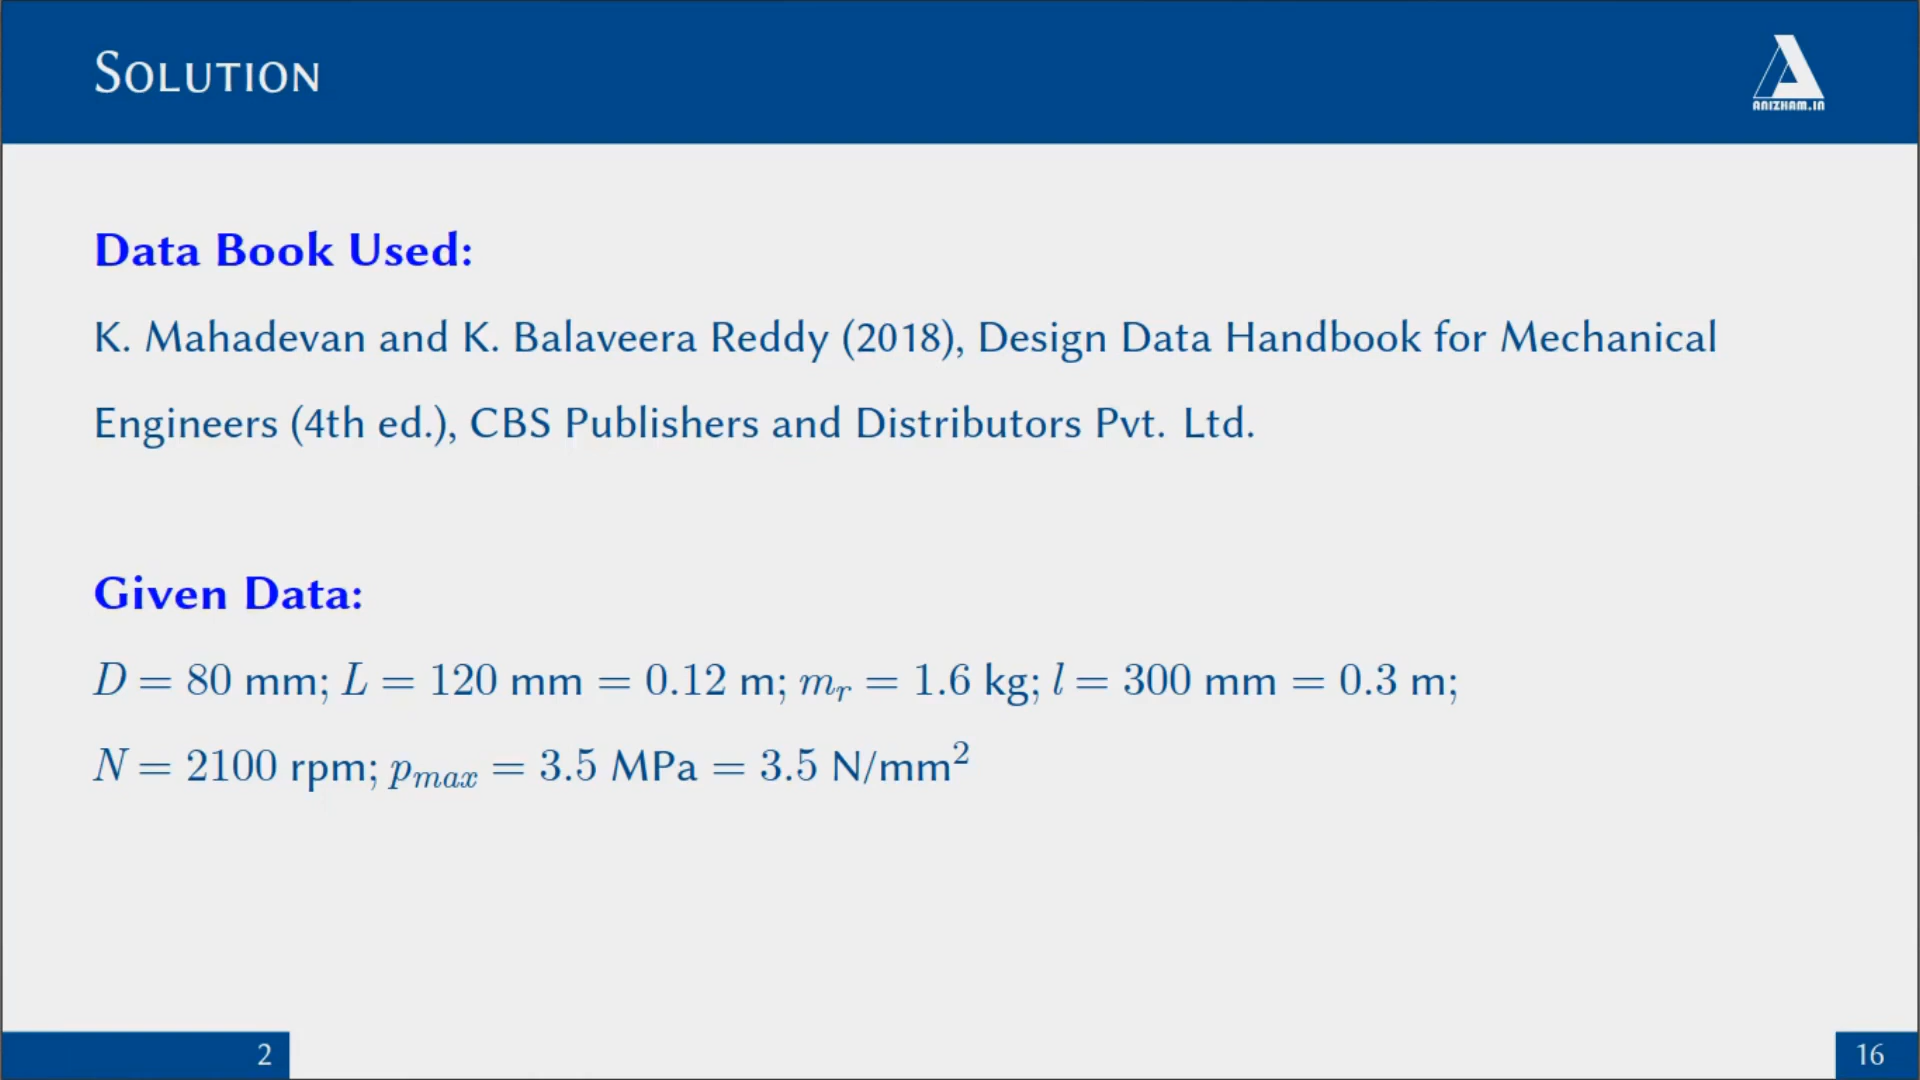 Solution
ANIZHAM.IN
Data Book Used:
K. Mahadevan and K. Balaveera Reddy (2018), Design Data Handbook for Mechanical
Engineers (4th ed.), CBS Publishers and Distributors Pvt. Ltd.
Given Data:
D = 80 mm; L = 120 mm = 0.12 m; mᵣ = 1.6 kg; l = 300 mm = 0.3 m;
N = 2100 rpm; pₘₐₓ = 3.5 MPa = 3.5 N/mm²
2
16